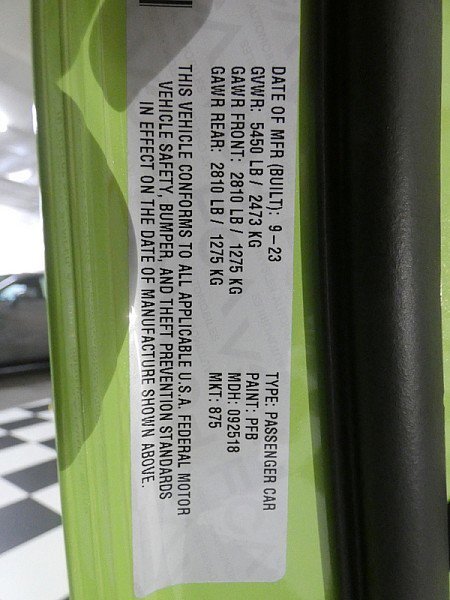 DATE OF MFR (BUILT): 9-23 TYPE: PASSENGER CAR
GVWR: 5450 LB / 2473 KG PAINT: PFB
GAWR FRONT: 2810 LB / 1275 KG MDH: 092518
GAWR REAR: 2810 LB / 1275 KG MKT: 875
THIS VEHICLE CONFORMS TO ALL APPLICABLE U.S.A. FEDERAL MOTOR
VEHICLE SAFETY, BUMPER, AND THEFT PREVENTION STANDARDS
IN EFFECT ON THE DATE OF MANUFACTURE SHOWN ABOVE.